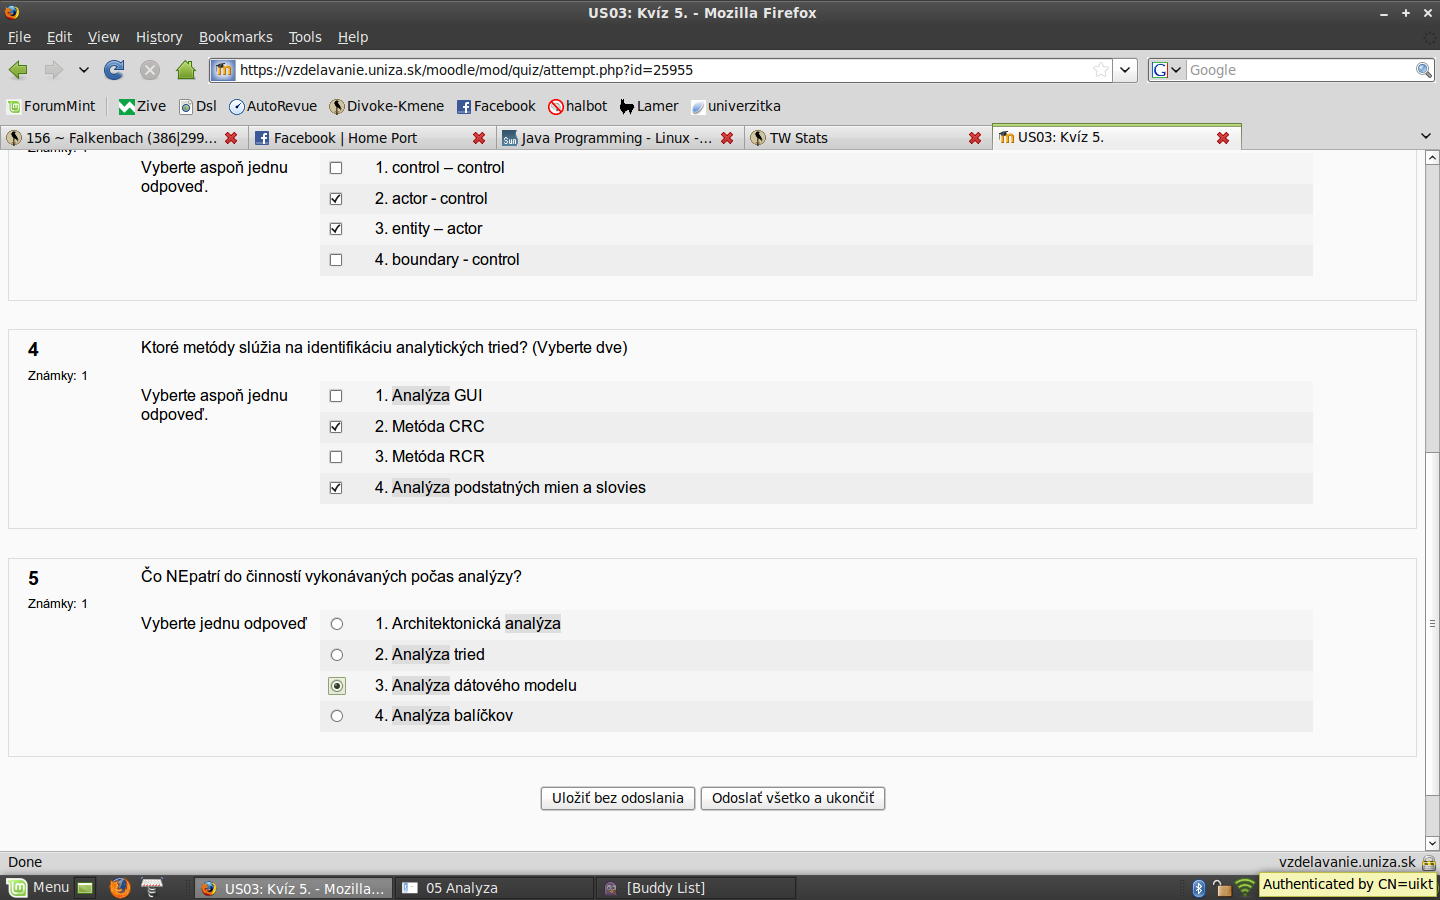 US03: Kvíz 5. - Mozilla Firefox
File Edit View History Bookmarks Tools Help
https://vzdelavanie.uniza.sk/moodle/mod/quiz/attempt.php?id=25955
G Google
ForumMint Zive Dsl AutoRevue Divoke-Kmene Facebook halbot Lamer univerzitka
156 ~ Falkenbach (386|299... Facebook | Home Port Java Programming - Linux -... TW Stats US03: Kvíz 5.
Známky: 1
Vyberte aspoň jednu
odpoveď.
1. control – control
2. actor - control
3. entity – actor
4. boundary - control
4
Známky: 1
Ktoré metódy slúžia na identifikáciu analytických tried? (Vyberte dve)
Vyberte aspoň jednu
odpoveď.
1. Analýza GUI
2. Metóda CRC
3. Metóda RCR
4. Analýza podstatných mien a slovies
5
Známky: 1
Čo NEpatrí do činností vykonávaných počas analýzy?
Vyberte jednu odpoveď
1. Architektonická analýza
2. Analýza tried
3. Analýza dátového modelu
4. Analýza balíčkov
Uložiť bez odoslania Odoslať všetko a ukončiť
Done vzdelavanie.uniza.sk
Menu US03: Kvíz 5. - Mozilla... 05 Analyza [Buddy List] Authenticated by CN=uikt